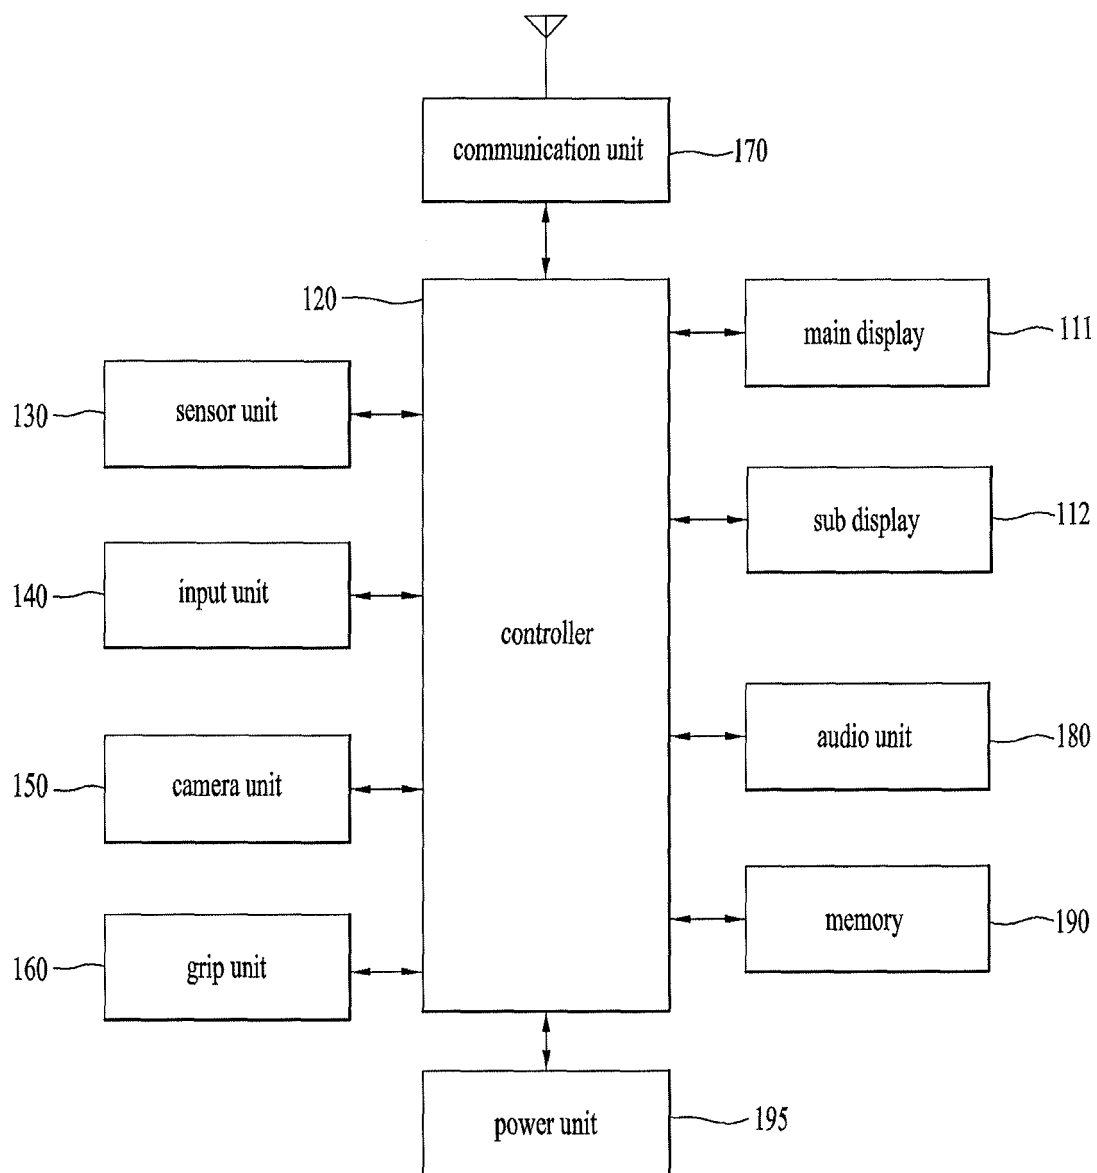 communication unit
170
120
main display
111
130
sensor unit
sub display
112
140
input unit
controller
audio unit
180
150
camera unit
memory
190
160
grip unit
power unit
195